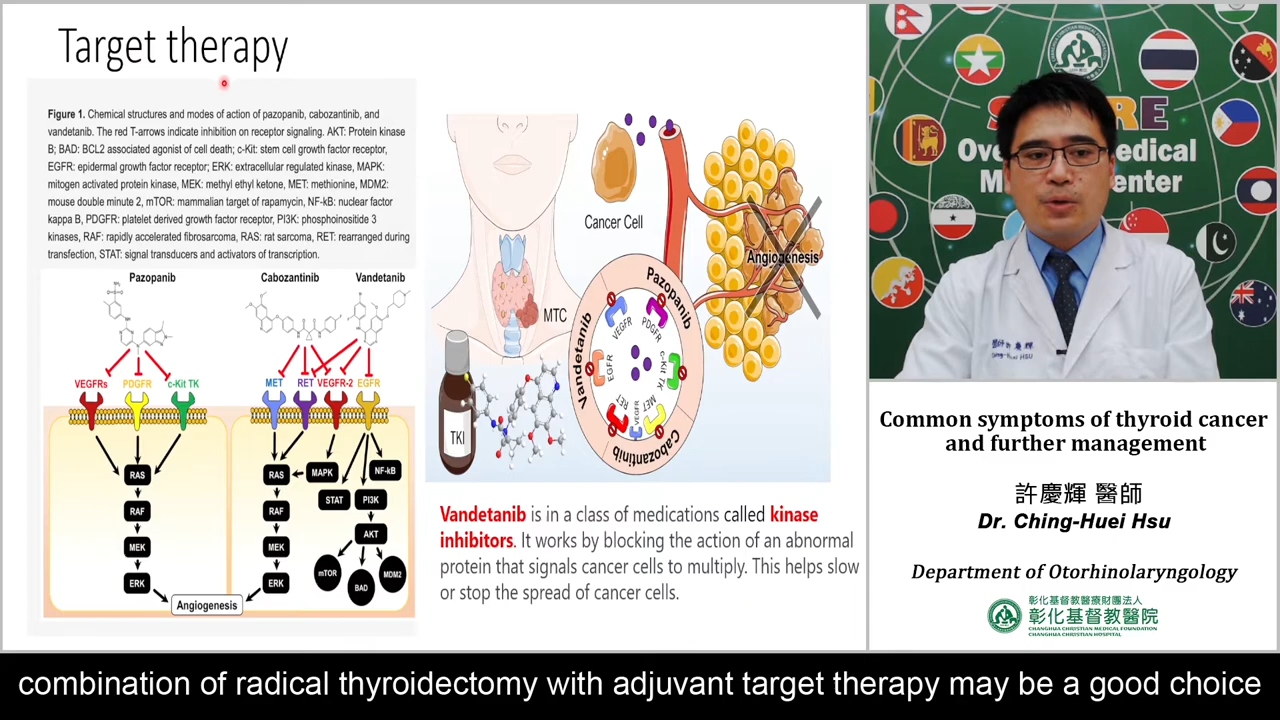 Target therapy
Figure 1. Chemical structures and modes of action of pazopanib, cabozantinib, and
vandetanib. The red T-arrows indicate inhibition on receptor signaling. AKT: Protein kinase
B; BAD: BCL2 associated agonist of cell death; c-Kit: stem cell growth factor receptor,
EGFR: epidermal growth factor receptor; ERK: extracellular regulated kinase, MAPK:
mitogen activated protein kinase, MEK: methyl ethyl ketone, MET: methionine, MDM2:
mouse double minute 2, mTOR: mammalian target of rapamycin, NF-kB: nuclear factor
kappa B, PDGFR: platelet derived growth factor receptor, PI3K: phosphoinositide 3
kinases, RAF: rapidly accelerated fibrosarcoma, RAS: rat sarcoma, RET: rearranged during
transfection, STAT: signal transducers and activators of transcription.
Pazopanib
Cabozantinib
Vandetanib
VEGFRs
PDGFR
c-Kit TK
MET
RET
VEGFR-2
EGFR
RAS
RAF
MEK
ERK
RAS
RAF
MEK
ERK
MAPK
NF-kB
STAT
PI3K
AKT
mTOR
BAD
MDM2
Angiogenesis
Cancer Cell
Angiogenesis
MTC
TKI
Pazopanib
Vandetanib
Cabozantinib
VEGFR
PDGFR
EGFR
c-Kit TK
RET
VEGFR
MET
Vandetanib is in a class of medications called kinase
inhibitors. It works by blocking the action of an abnormal
protein that signals cancer cells to multiply. This helps slow
or stop the spread of cancer cells.
Ching-Huei HSU
Common symptoms of thyroid cancer
and further management
許慶輝 醫師
Dr. Ching-Huei Hsu
Department of Otorhinolaryngology
彰化基督教醫療財團法人
彰化基督教醫院
CHANGHUA CHRISTIAN MEDICAL FOUNDATION
CHANGHUA CHRISTIAN HOSPITAL
combination of radical thyroidectomy with adjuvant target therapy may be a good choice